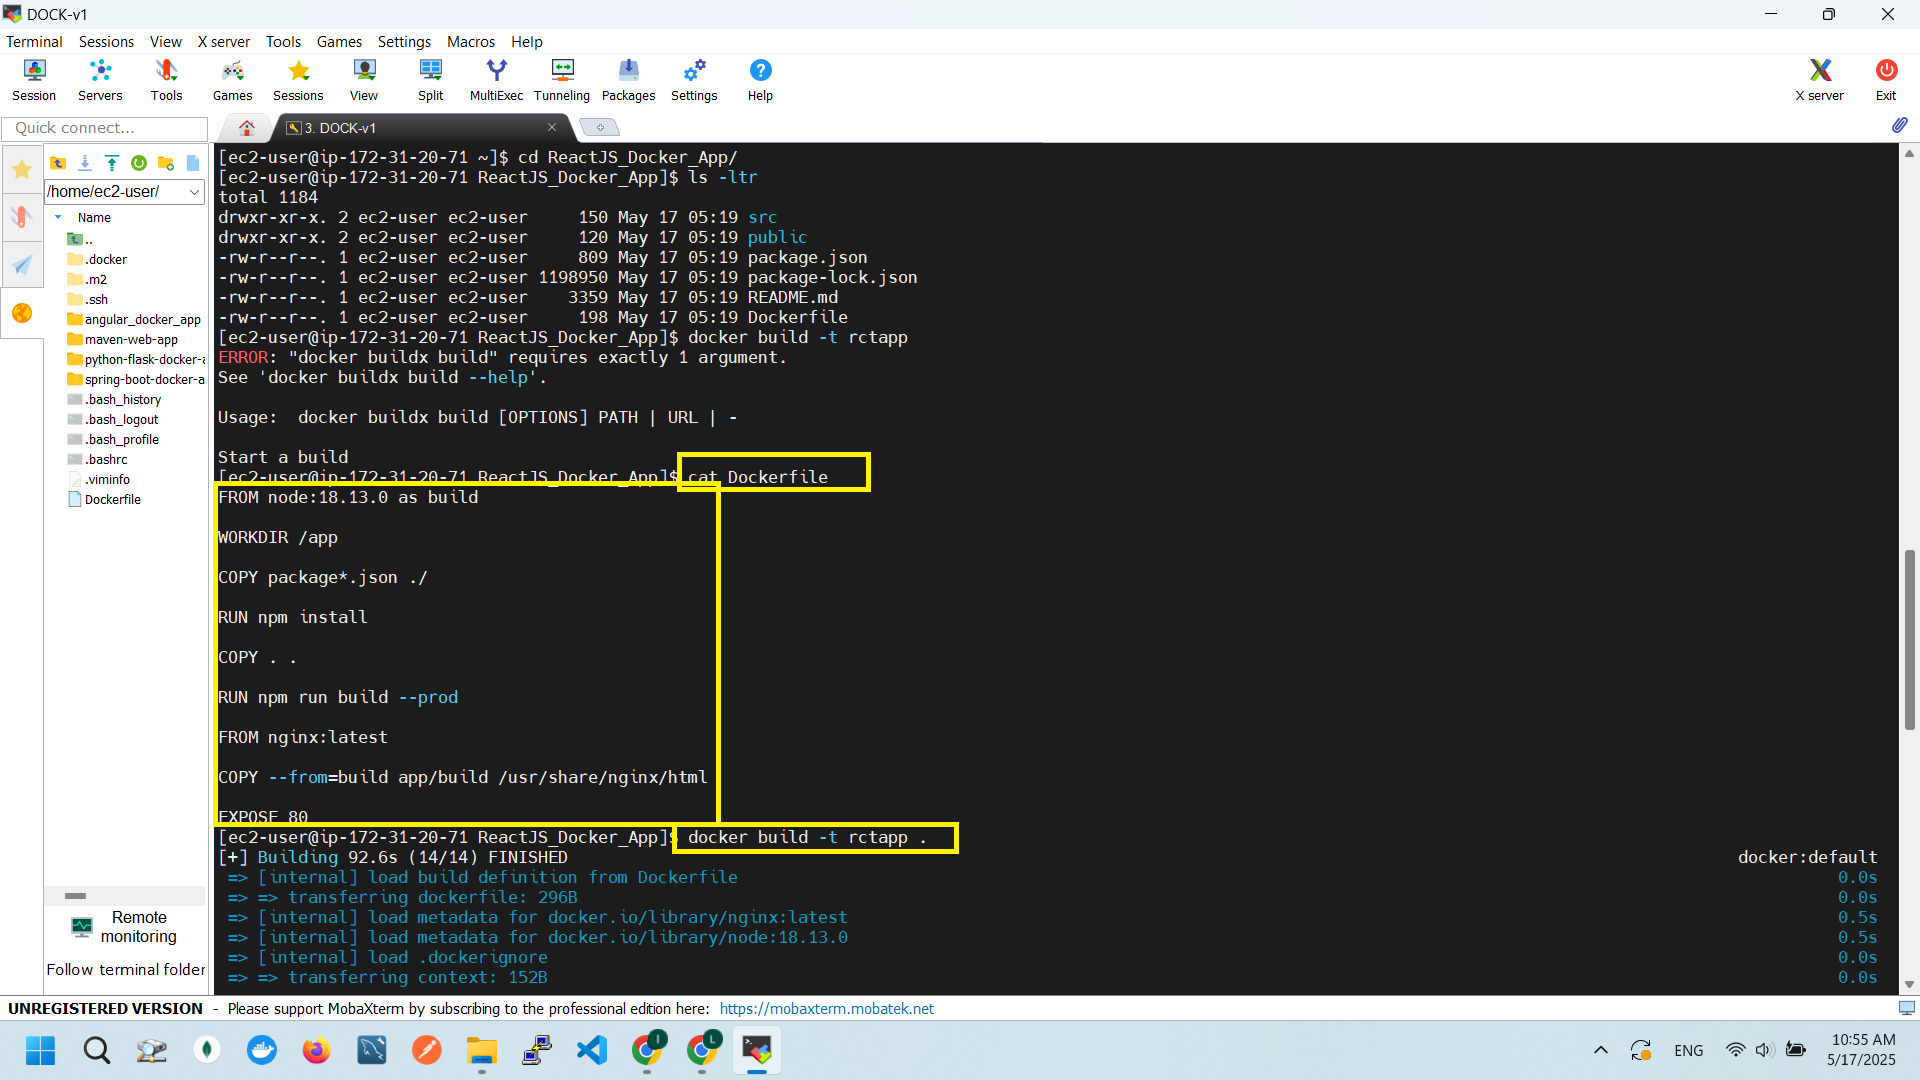 DOCK-v1
Terminal Sessions View X server Tools Games Settings Macros Help
Session Servers Tools Games Sessions View Split MultiExec Tunneling Packages Settings Help X server Exit
Quick connect...
3. DOCK-v1
/home/ec2-user/
Name
..
.docker
.m2
.ssh
angular_docker_app
maven-web-app
python-flask-docker-a
spring-boot-docker-a
.bash_history
.bash_logout
.bash_profile
.bashrc
.viminfo
Dockerfile
Remote
monitoring
Follow terminal folder
[ec2-user@ip-172-31-20-71 ~]$ cd ReactJS_Docker_App/
[ec2-user@ip-172-31-20-71 ReactJS_Docker_App]$ ls -ltr
total 1184
drwxr-xr-x. 2 ec2-user ec2-user     150 May 17 05:19 src
drwxr-xr-x. 2 ec2-user ec2-user     120 May 17 05:19 public
-rw-r--r--. 1 ec2-user ec2-user     809 May 17 05:19 package.json
-rw-r--r--. 1 ec2-user ec2-user 1198950 May 17 05:19 package-lock.json
-rw-r--r--. 1 ec2-user ec2-user    3359 May 17 05:19 README.md
-rw-r--r--. 1 ec2-user ec2-user     198 May 17 05:19 Dockerfile
[ec2-user@ip-172-31-20-71 ReactJS_Docker_App]$ docker build -t rctapp
ERROR: "docker buildx build" requires exactly 1 argument.
See 'docker buildx build --help'.
Usage:  docker buildx build [OPTIONS] PATH | URL | -
Start a build
[ec2-user@ip-172-31-20-71 ReactJS_Docker_App]$ cat Dockerfile
FROM node:18.13.0 as build
WORKDIR /app
COPY package*.json ./
RUN npm install
COPY . .
RUN npm run build --prod
FROM nginx:latest
COPY --from=build app/build /usr/share/nginx/html
EXPOSE 80
[ec2-user@ip-172-31-20-71 ReactJS_Docker_App]$ docker build -t rctapp .
[+] Building 92.6s (14/14) FINISHED docker:default
=> [internal] load build definition from Dockerfile 0.0s
=> => transferring dockerfile: 296B 0.0s
=> [internal] load metadata for docker.io/library/nginx:latest 0.5s
=> [internal] load metadata for docker.io/library/node:18.13.0 0.5s
=> [internal] load .dockerignore 0.0s
=> => transferring context: 152B 0.0s
UNREGISTERED VERSION - Please support MobaXterm by subscribing to the professional edition here: https://mobaxterm.mobatek.net
I
L
ENG
10:55 AM
5/17/2025